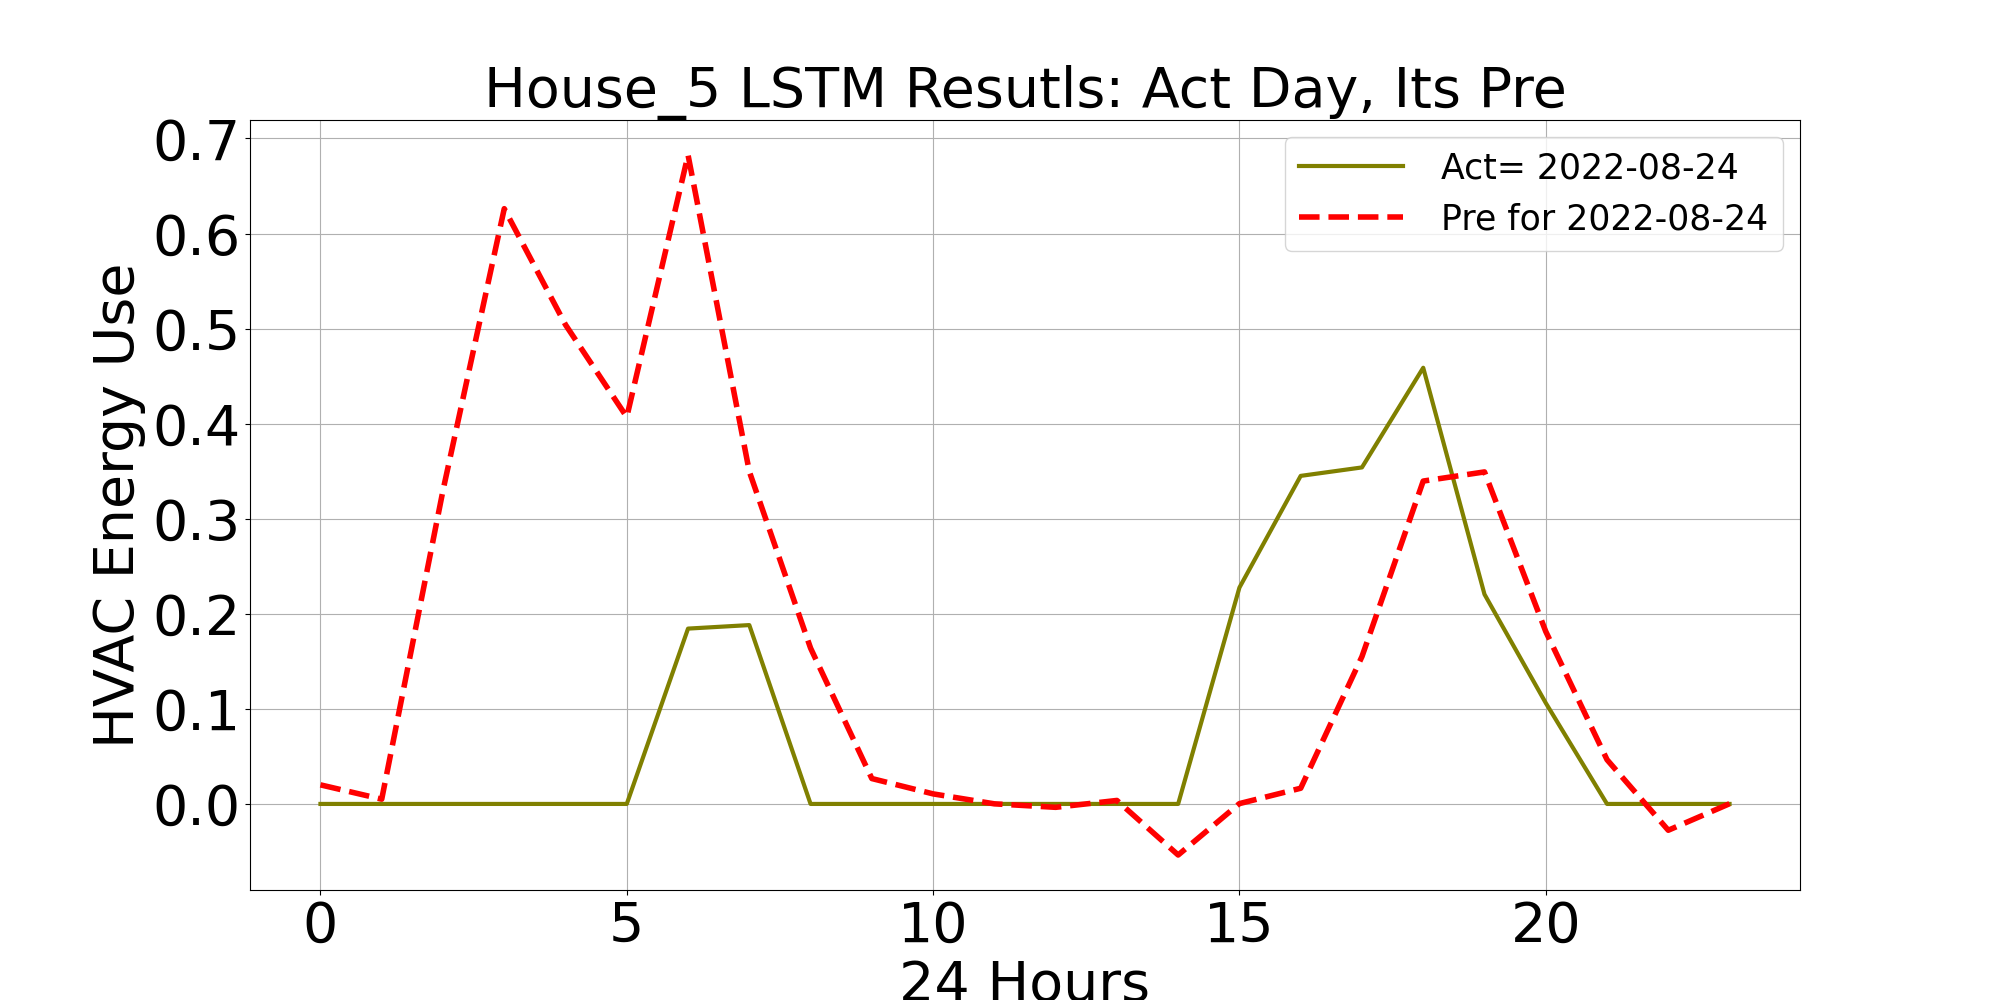 House_5 LSTM Resutls: Act Day, Its Pre
Act= 2022-08-24
Pre for 2022-08-24
HVAC Energy Use
0.7
0.6
0.5
0.4
0.3
0.2
0.1
0.0
0 5 10 15 20
24 Hours